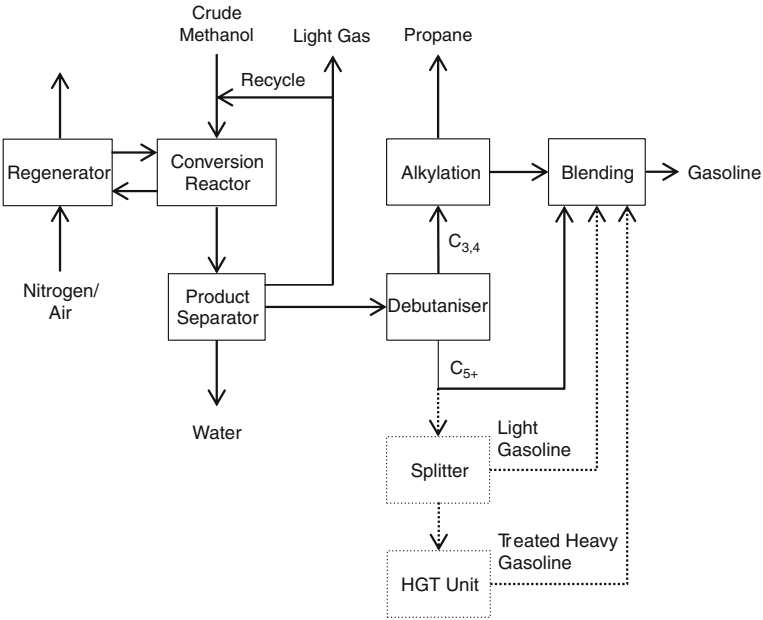 Crude
Methanol
Light Gas
Propane
Recycle
Regenerator
Conversion
Reactor
Alkylation
Blending
Gasoline
C3,4
Nitrogen/
Air
Product
Separator
Debutaniser
C5+
Water
Light
Gasoline
Splitter
Treated Heavy
Gasoline
HGT Unit